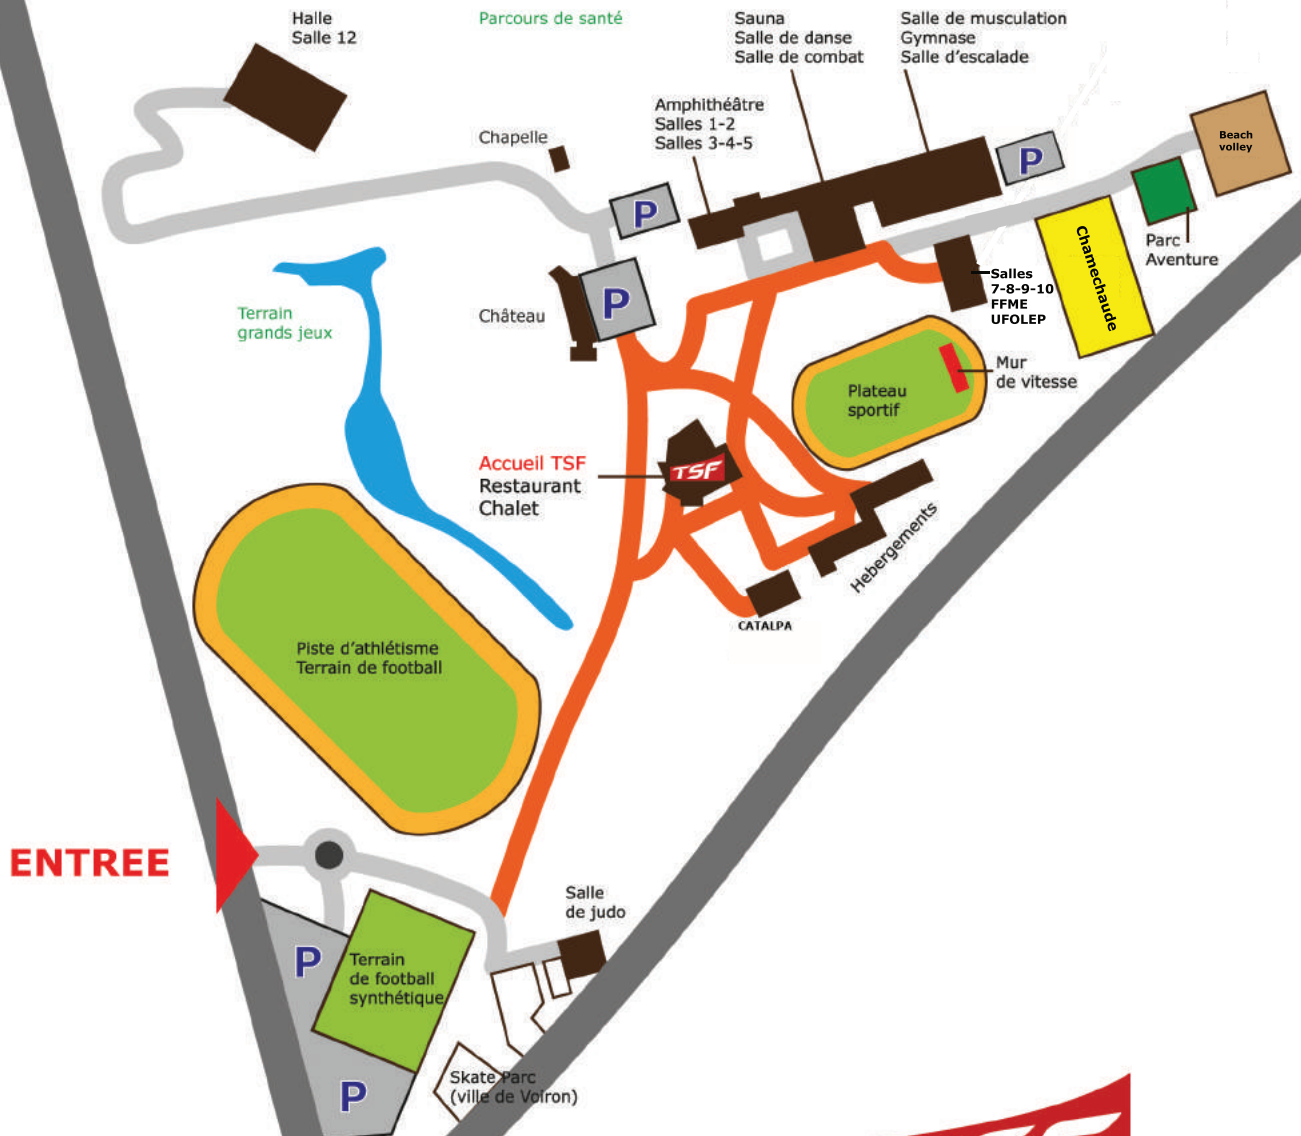 Halle
Salle 12
Parcours de santé
Sauna
Salle de danse
Salle de combat
Salle de musculation
Gymnase
Salle d'escalade
Amphithéâtre
Salles 1-2
Salles 3-4-5
Chapelle
P
P
Beach
volley
Parc
Aventure
Chamechaude
Salles
7-8-9-10
FFME
UFOLEP
Château
P
Terrain
grands jeux
Mur
de vitesse
Plateau
sportif
Accueil TSF
Restaurant
Chalet
TSF
Hebergements
CATALPA
Piste d'athlétisme
Terrain de football
ENTREE
Salle
de judo
P
Terrain
de football
synthétique
P
Skate Parc
(ville de Voiron)